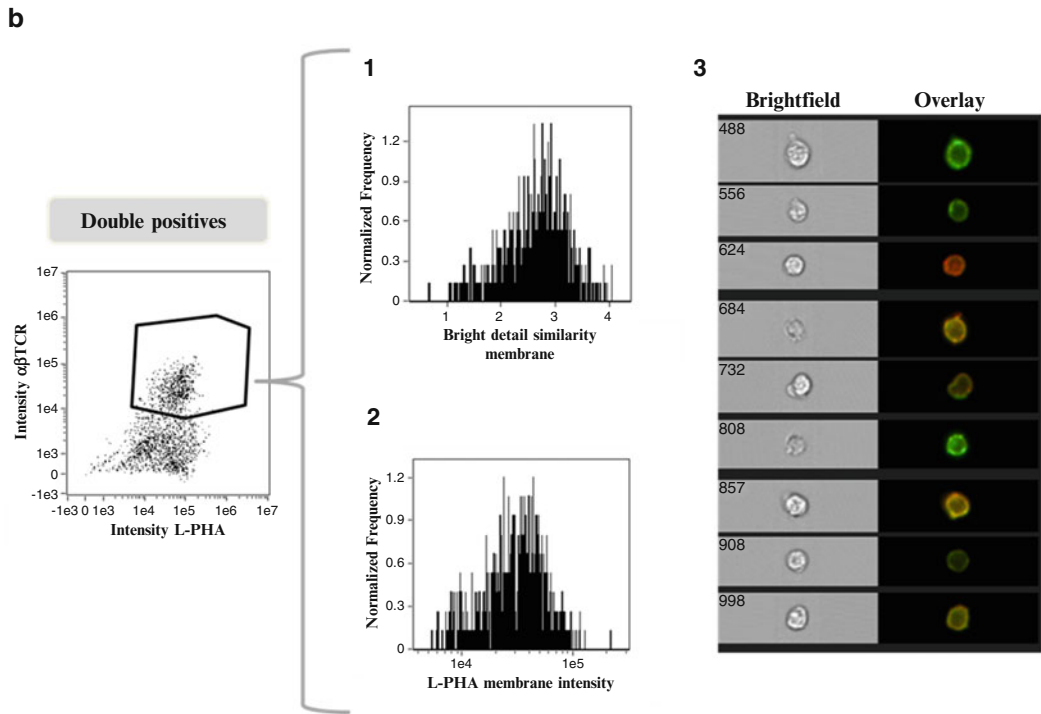 b
Double positives
Intensity αβTCR
1e7
1e6
1e5
1e4
1e3
0
-1e3
-1e3 0 1e3 1e4 1e5 1e6 1e7
Intensity L-PHA
1
Normalized Frequency
1.2
0.9
0.6
0.3
0
1 2 3 4
Bright detail similarity
membrane
2
Normalized Frequency
1.2
0.9
0.6
0.3
0
1e4 1e5
L-PHA membrane intensity
3
Brightfield Overlay
488
556
624
684
732
808
857
908
998